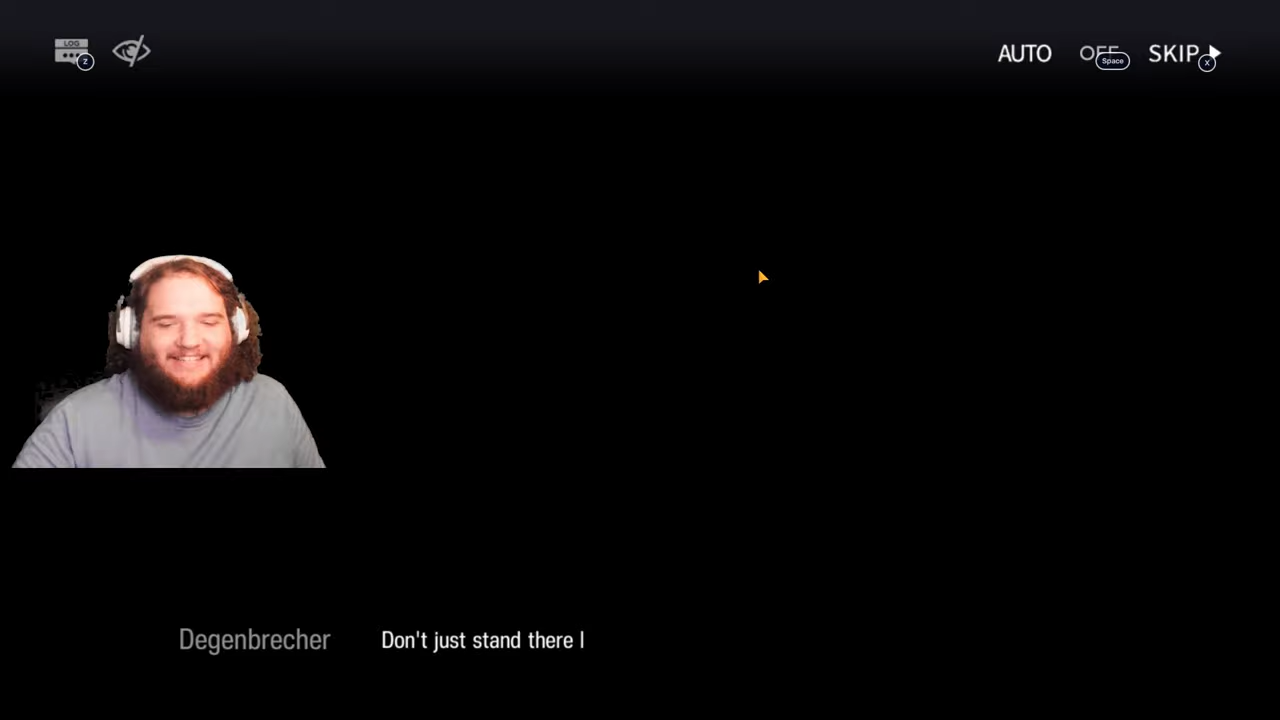 LOG
Z
AUTO
OFF
Space
SKIP
X
Degenbrecher
Don't just stand there l